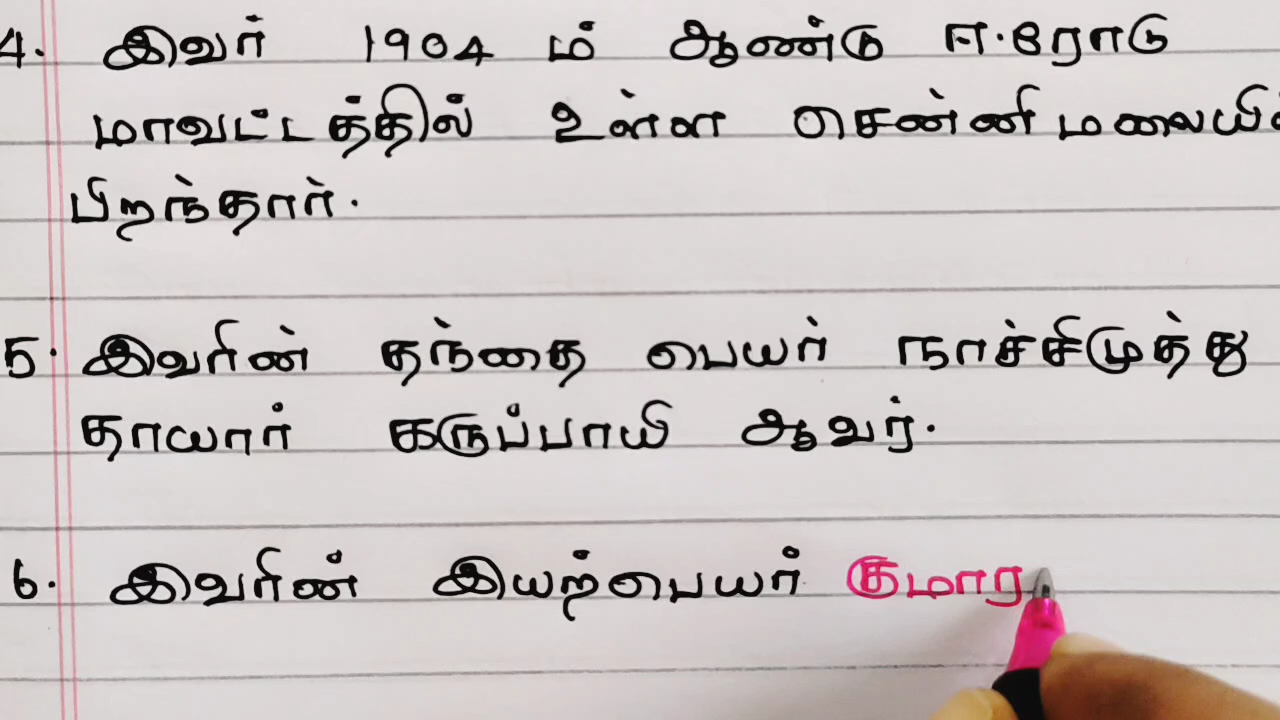 4. இவர் 1904 ம் ஆண்டு ஈ.ரோடு
மாவட்டத்தில் உள்ள சென்னிமலையி
பிறந்தார்.
5. இவரின் தந்தை பெயர் நாச்சிமுத்து
தாயார் கருப்பாயி ஆவர்.
6. இவரின் இயற்பெயர் குமார